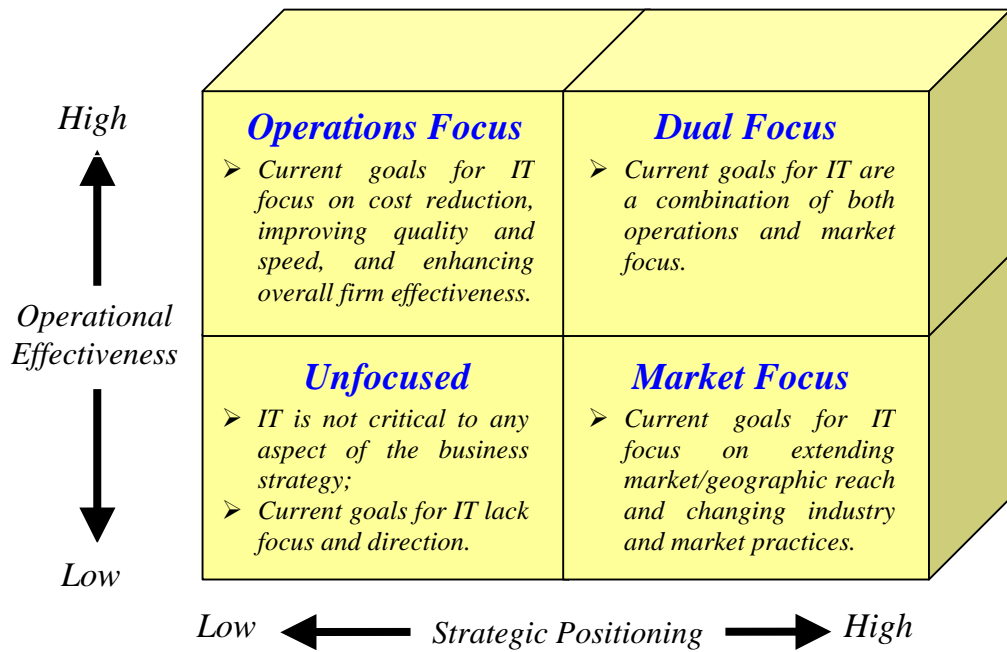 High
Operational
Effectiveness
Low
Operations Focus
➢ Current goals for IT
focus on cost reduction,
improving quality and
speed, and enhancing
overall firm effectiveness.
Dual Focus
➢ Current goals for IT are
a combination of both
operations and market
focus.
Unfocused
➢ IT is not critical to any
aspect of the business
strategy;
➢ Current goals for IT lack
focus and direction.
Market Focus
➢ Current goals for IT
focus on extending
market/geographic reach
and changing industry
and market practices.
Low
Strategic Positioning
High